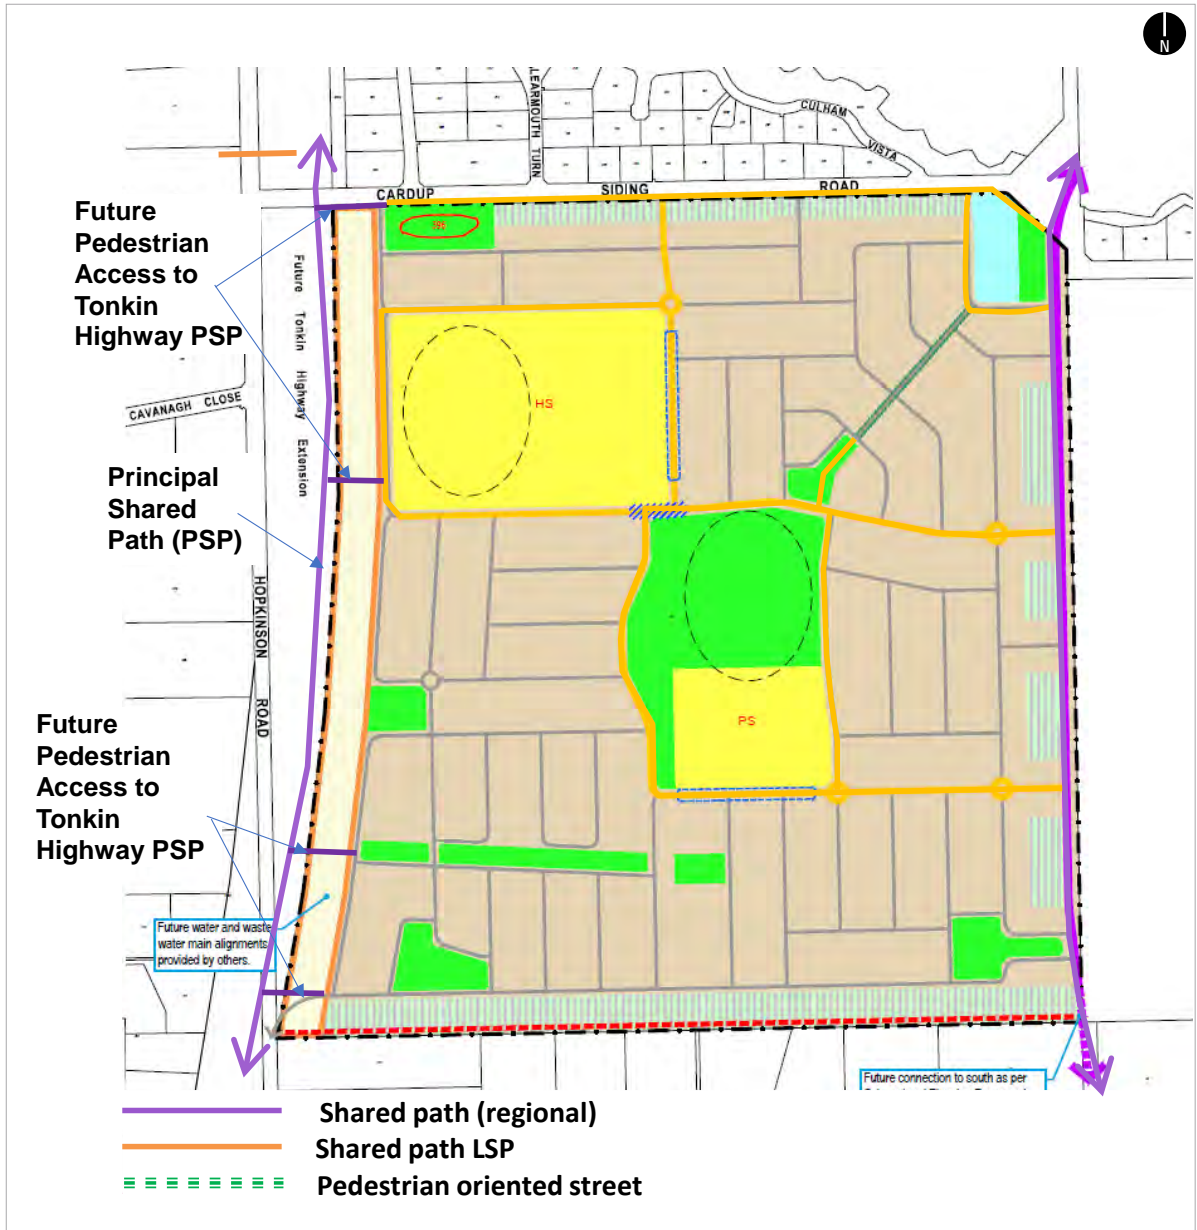 N
LEARMOUTH TURN
CULHAM
VISTA
CARDUP
SIDING
ROAD
Future
Pedestrian
Access to
Tonkin
Highway PSP
Future Tonkin Highway Extension
HS
CAVANAGH CLOSE
Principal
Shared
Path (PSP)
HOPKINSON ROAD
PS
Future
Pedestrian
Access to
Tonkin
Highway PSP
Future water and waste
water main alignments
provided by others.
Future connection to south as per
Shared path (regional)
Shared path LSP
Pedestrian oriented street